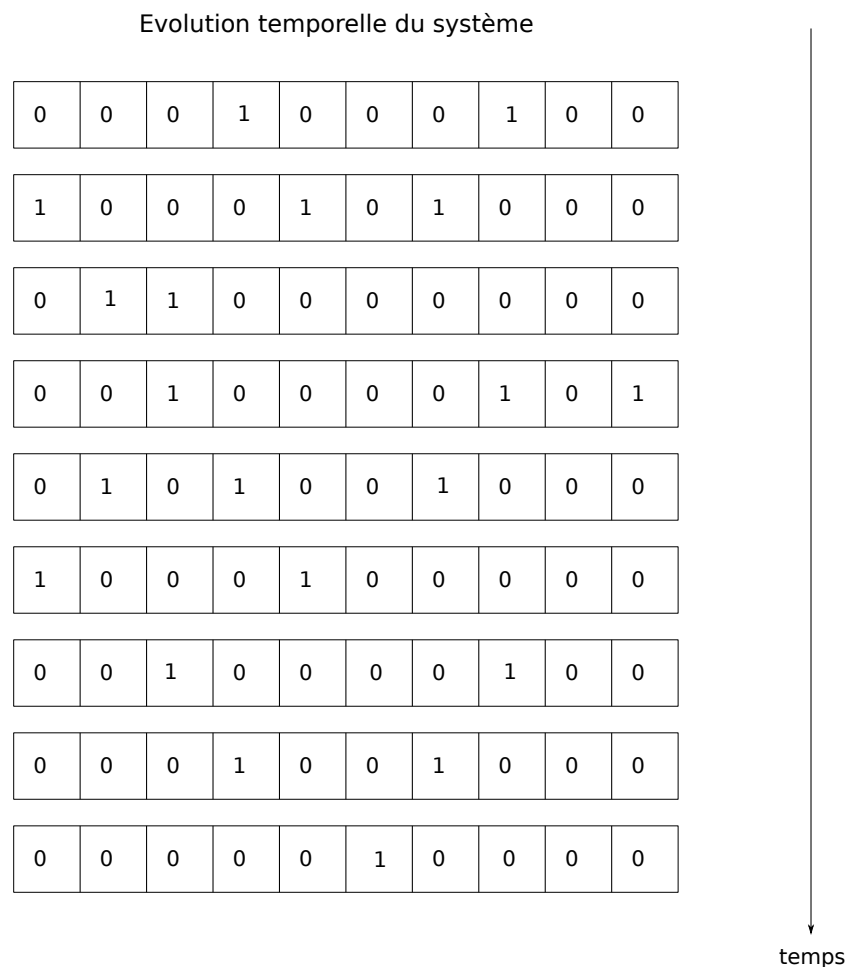 Evolution temporelle du système
0 0 0 1 0 0 0 1 0 0
1 0 0 0 1 0 1 0 0 0
0 1 1 0 0 0 0 0 0 0
0 0 1 0 0 0 0 1 0 1
0 1 0 1 0 0 1 0 0 0
1 0 0 0 1 0 0 0 0 0
0 0 1 0 0 0 0 1 0 0
0 0 0 1 0 0 1 0 0 0
0 0 0 0 0 1 0 0 0 0
temps